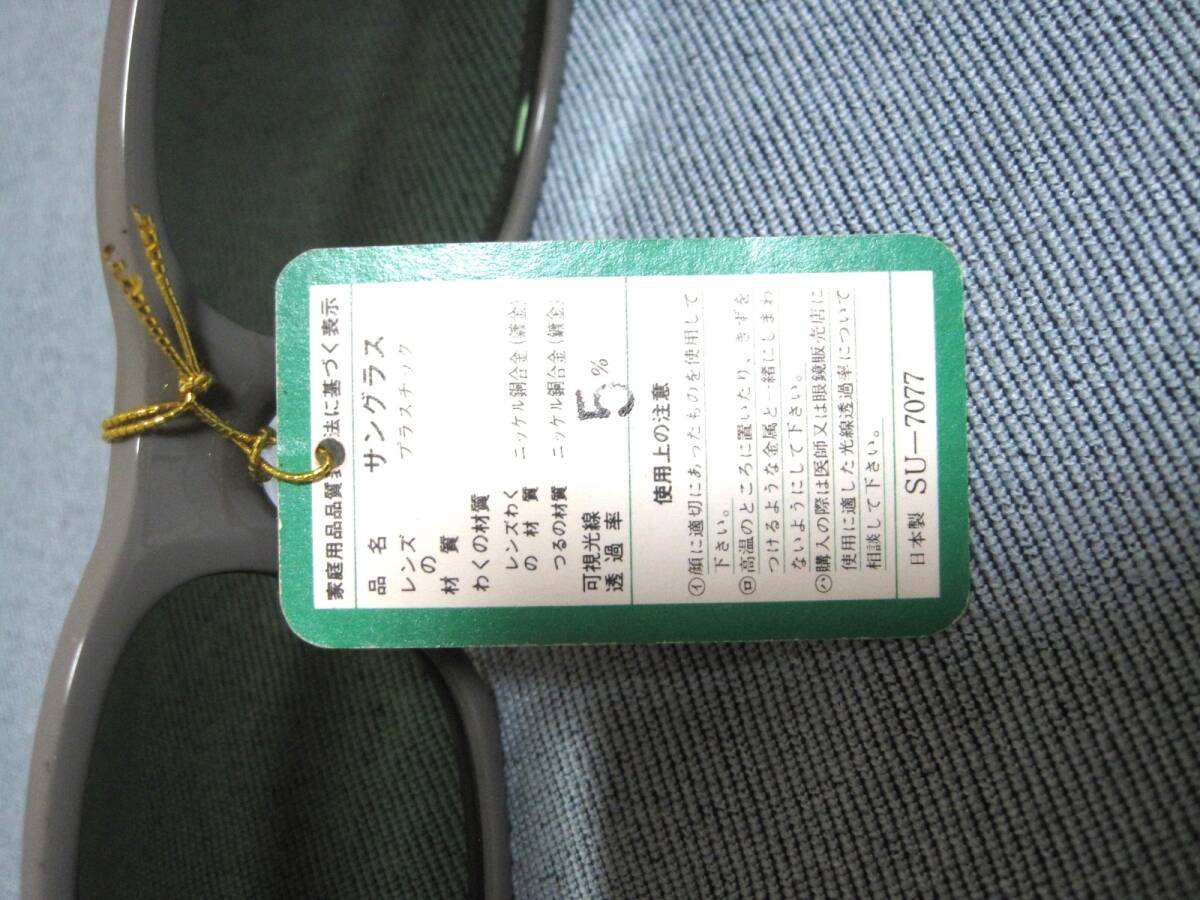 家庭用品品質 法に基づく表示
品名 サングラス
レンズの材質 プラスチック
わくの材質
レンズわくの材質 ニッケル銅合金(鍍金)
つるの材質 ニッケル銅合金(鍍金)
可視光線透過率 5%
使用上の注意
㋑顔に適切にあったものを使用して
下さい。
㋺高温のところに置いたり、きずを
つけるような金属と一緒にしまわ
ないようにして下さい。
㋩購入の際は医師又は眼鏡販売店に
使用に適した光線透過率について
相談して下さい。
日本製 SU-7077